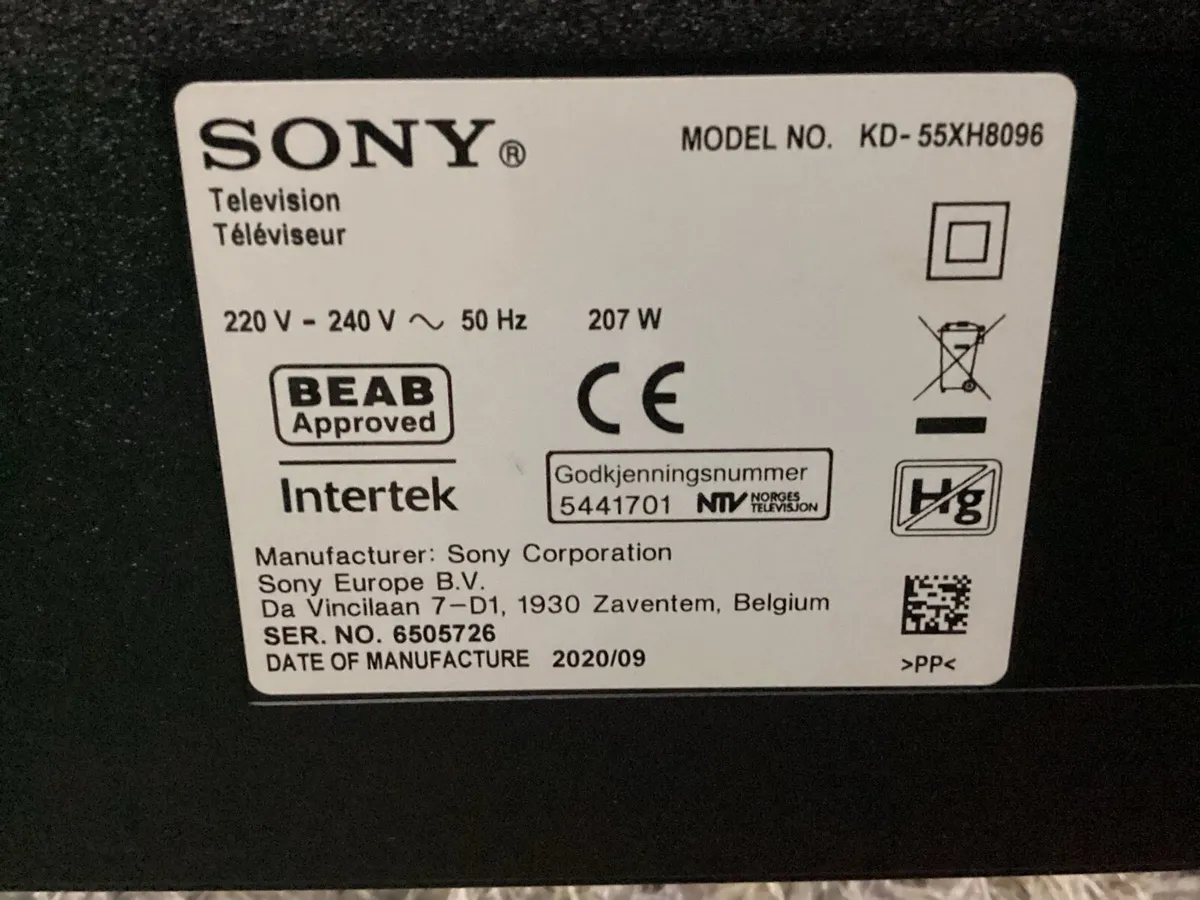 SONY®
MODEL NO. KD-55XH8096
Television
Téléviseur
220 V - 240 V ~ 50 Hz 207 W
BEAB
Approved
Intertek
CE
Godkjenningsnummer
5441701 NTV NORGES TELEVISJON
Hg
Manufacturer: Sony Corporation
Sony Europe B.V.
Da Vincilaan 7-D1, 1930 Zaventem, Belgium
SER. NO. 6505726
DATE OF MANUFACTURE 2020/09
>PP<